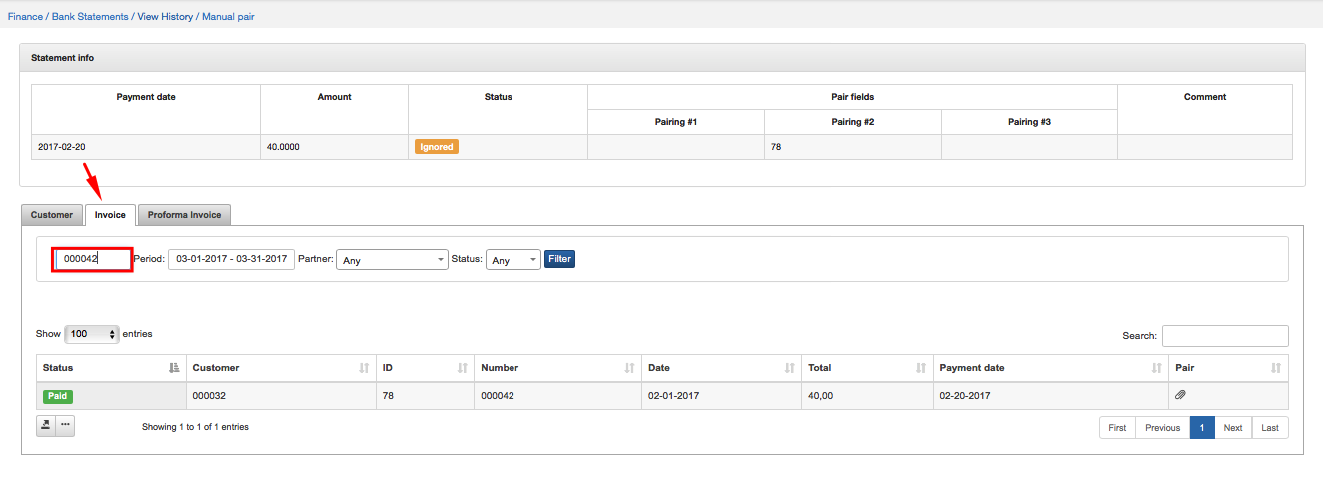 Finance / Bank Statements / View History / Manual pair
Statement info
Payment date Amount Status Pair fields Comment
Pairing #1 Pairing #2 Pairing #3
2017-02-20 40.0000 Ignored 78
Customer Invoice Proforma Invoice
000042 Period: 03-01-2017 - 03-31-2017 Partner: Any Status: Any Filter
Show 100 entries Search:
Status Customer ID Number Date Total Payment date Pair
Paid 000032 78 000042 02-01-2017 40,00 02-20-2017
Showing 1 to 1 of 1 entries First Previous 1 Next Last